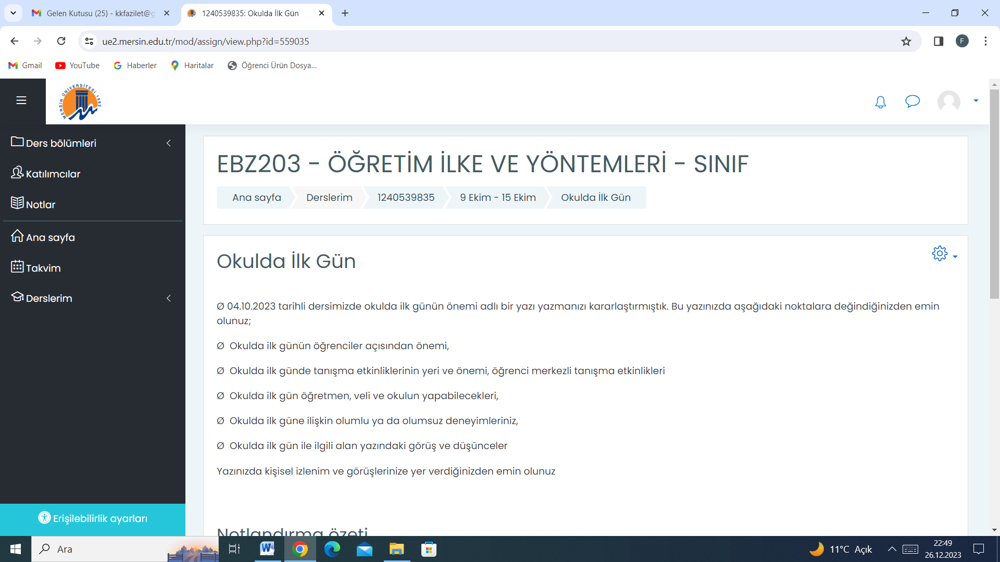 Gelen Kutusu (25) - kkfazilet@g
1240539835: Okulda İlk Gün
ue2.mersin.edu.tr/mod/assign/view.php?id=559035
F
Gmail
YouTube
Haberler
Haritalar
Öğrenci Ürün Dosya...
MERSİN ÜNİVERSİTESİ 1992
Ders bölümleri
Katılımcılar
Notlar
Ana sayfa
Takvim
Derslerim
Erişilebilirlik ayarları
EBZ203 - ÖĞRETİM İLKE VE YÖNTEMLERİ - SINIF
Ana sayfa
Derslerim
1240539835
9 Ekim - 15 Ekim
Okulda İlk Gün
Okulda İlk Gün
Ø 04.10.2023 tarihli dersimizde okulda ilk günün önemi adlı bir yazı yazmanızı kararlaştırmıştık. Bu yazınızda aşağıdaki noktalara değindiğinizden emin
olunuz;
Ø Okulda ilk günün öğrenciler açısından önemi,
Ø Okulda ilk günde tanışma etkinliklerinin yeri ve önemi, öğrenci merkezli tanışma etkinlikleri
Ø Okulda ilk gün öğretmen, veli ve okulun yapabilecekleri,
Ø Okulda ilk güne ilişkin olumlu ya da olumsuz deneyimleriniz,
Ø Okulda ilk gün ile ilgili alan yazındaki görüş ve düşünceler
Yazınızda kişisel izlenim ve görüşlerinize yer verdiğinizden emin olunuz
Notlandırma özeti
Ara
11°C Açık
22:49
26.12.2023